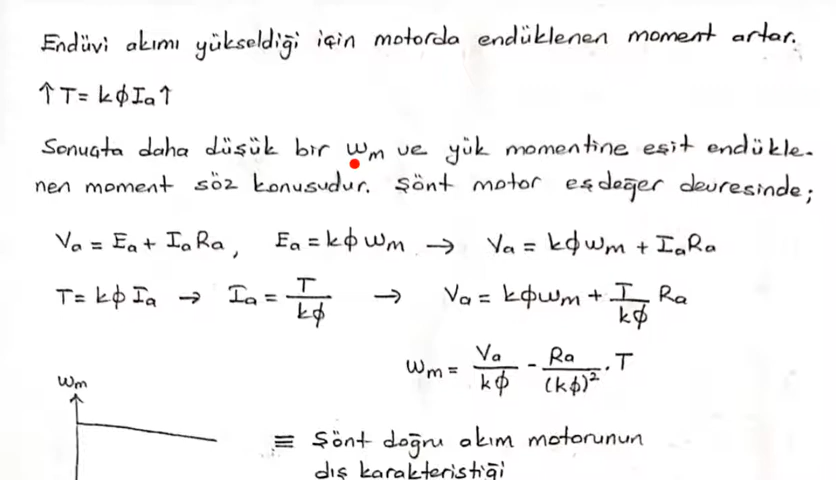 Endüvi akımı yükseldiği için motorda endüklenen moment artar.
↑T= kϕIa↑
Sonuçta daha düşük bir ωm ve yük momentine eşit endükle-
nen moment söz konusudur. Şönt motor eşdeğer devresinde;
Va = Ea + IaRa, Ea = kϕωm → Va = kϕωm + IaRa
T= kϕIa → Ia = T/kϕ → Va = kϕωm + T/kϕ Ra
ωm = Va/kϕ - Ra/(kϕ)² . T
ωm
≡ Şönt doğru akım motorunun
dış karakteristiği